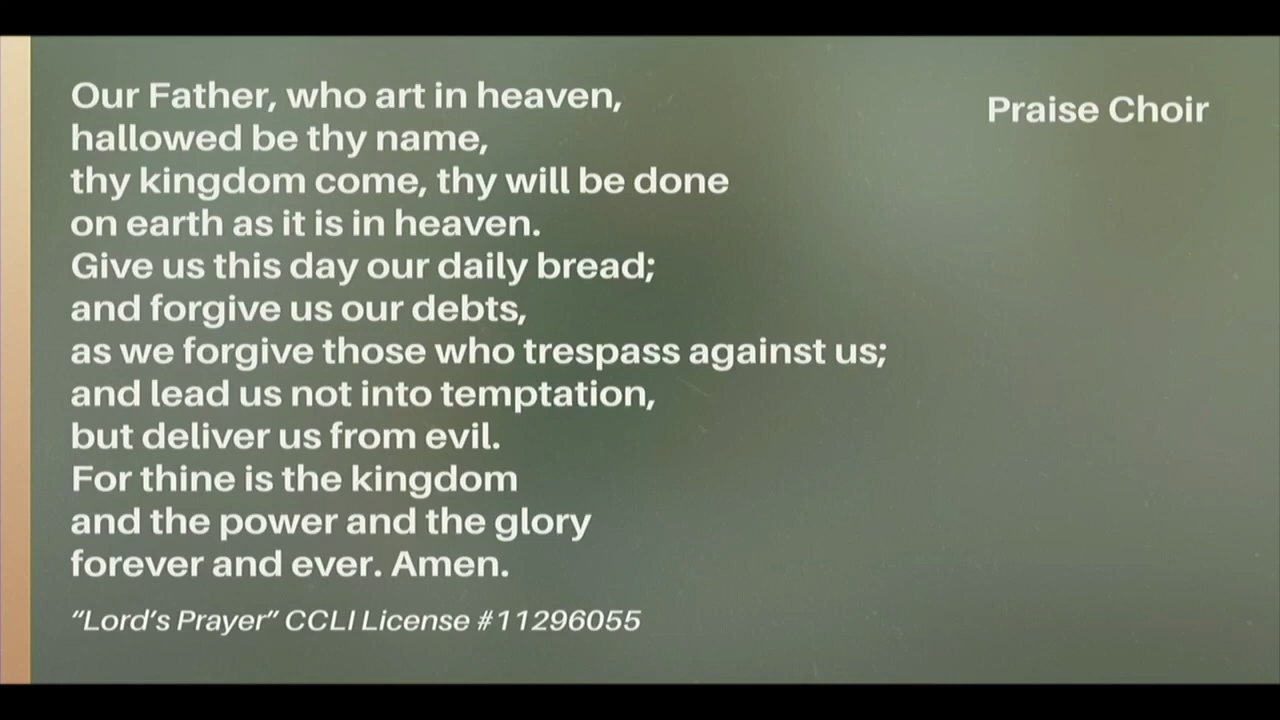 Our Father, who art in heaven,
hallowed be thy name,
thy kingdom come, thy will be done
on earth as it is in heaven.
Give us this day our daily bread;
and forgive us our debts,
as we forgive those who trespass against us;
and lead us not into temptation,
but deliver us from evil.
For thine is the kingdom
and the power and the glory
forever and ever. Amen.
“Lord’s Prayer” CCLI License #11296055
Praise Choir